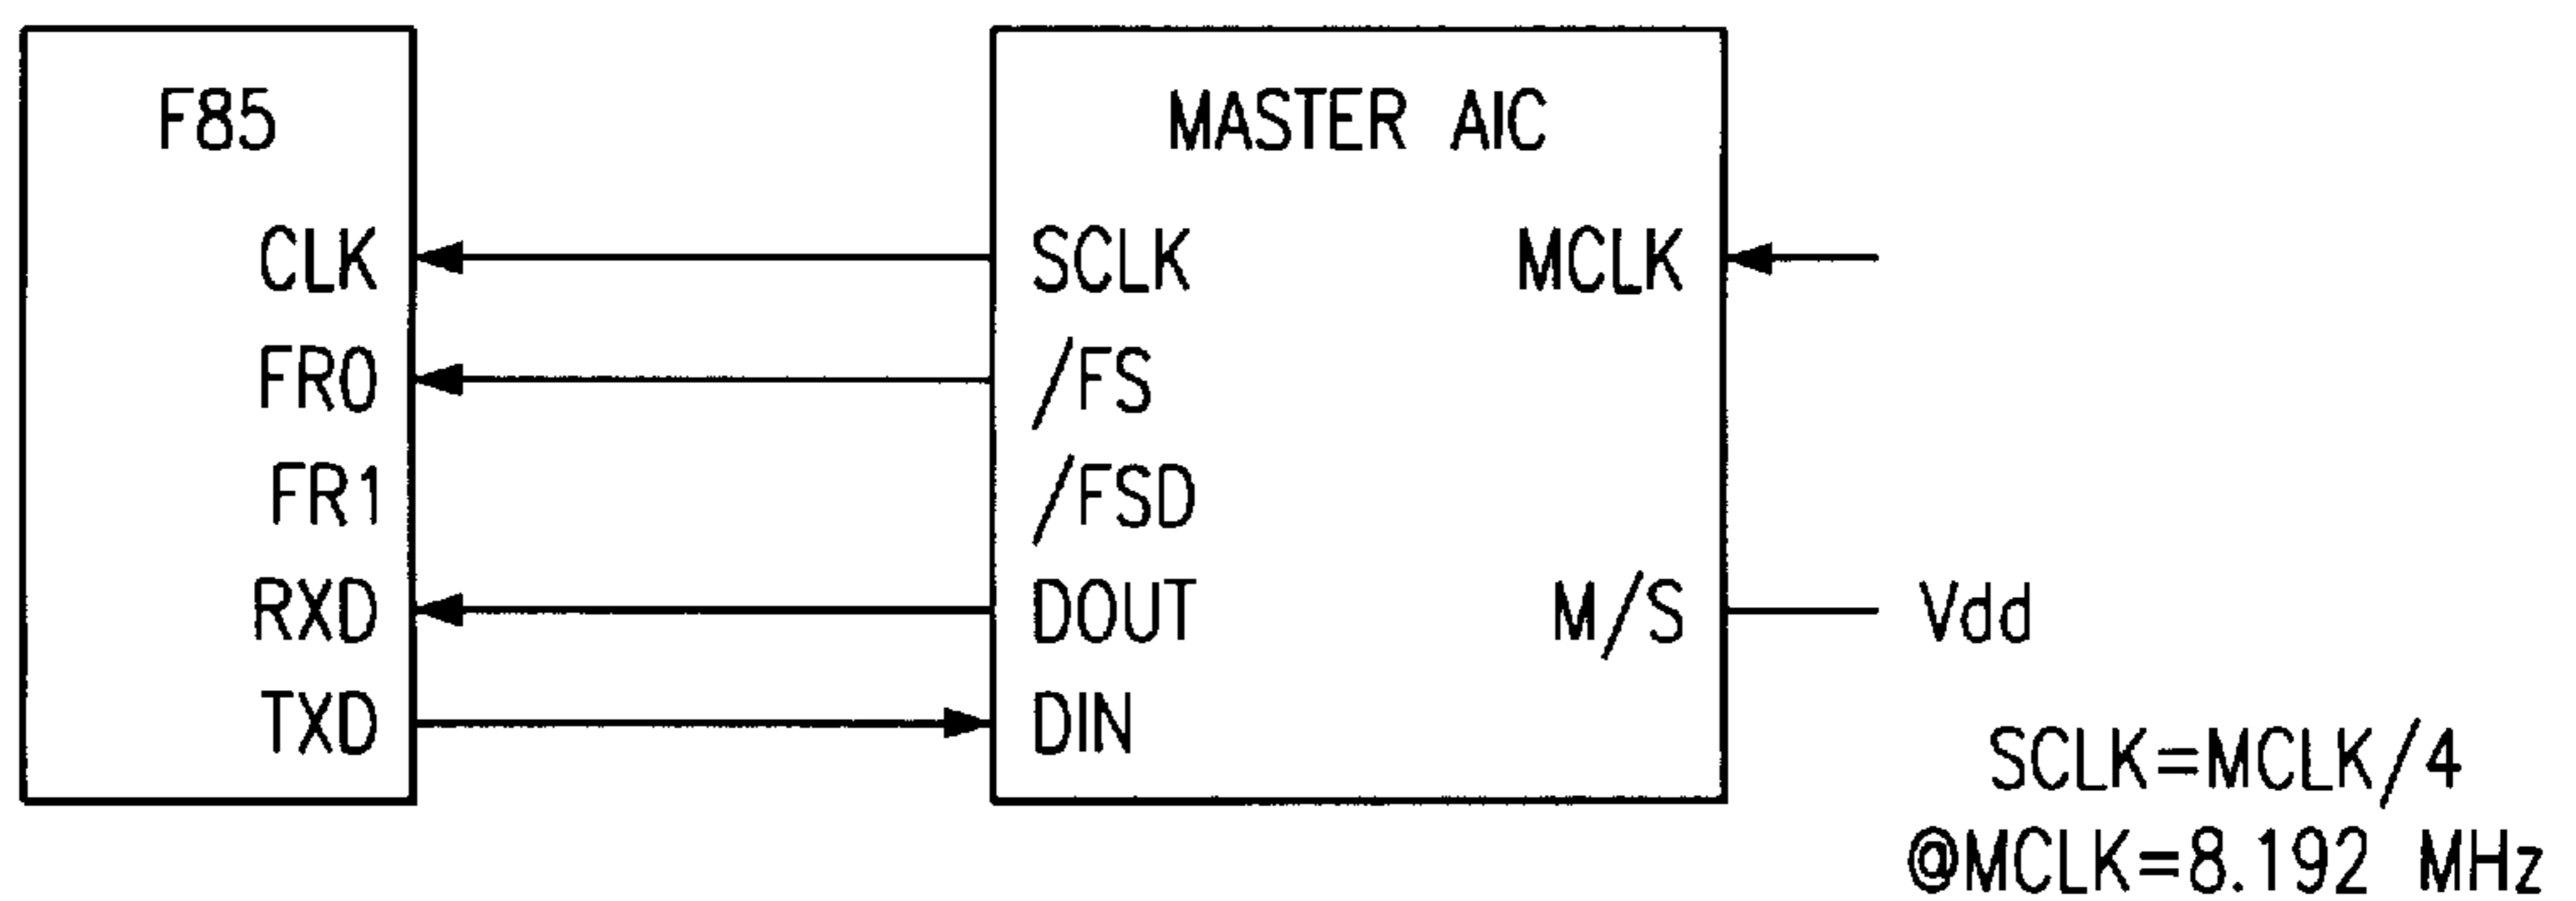 F85
CLK
FR0
FR1
RXD
TXD
MASTER AIC
SCLK
/FS
/FSD
DOUT
DIN
MCLK
M/S
Vdd
SCLK=MCLK/4
@MCLK=8.192 MHz